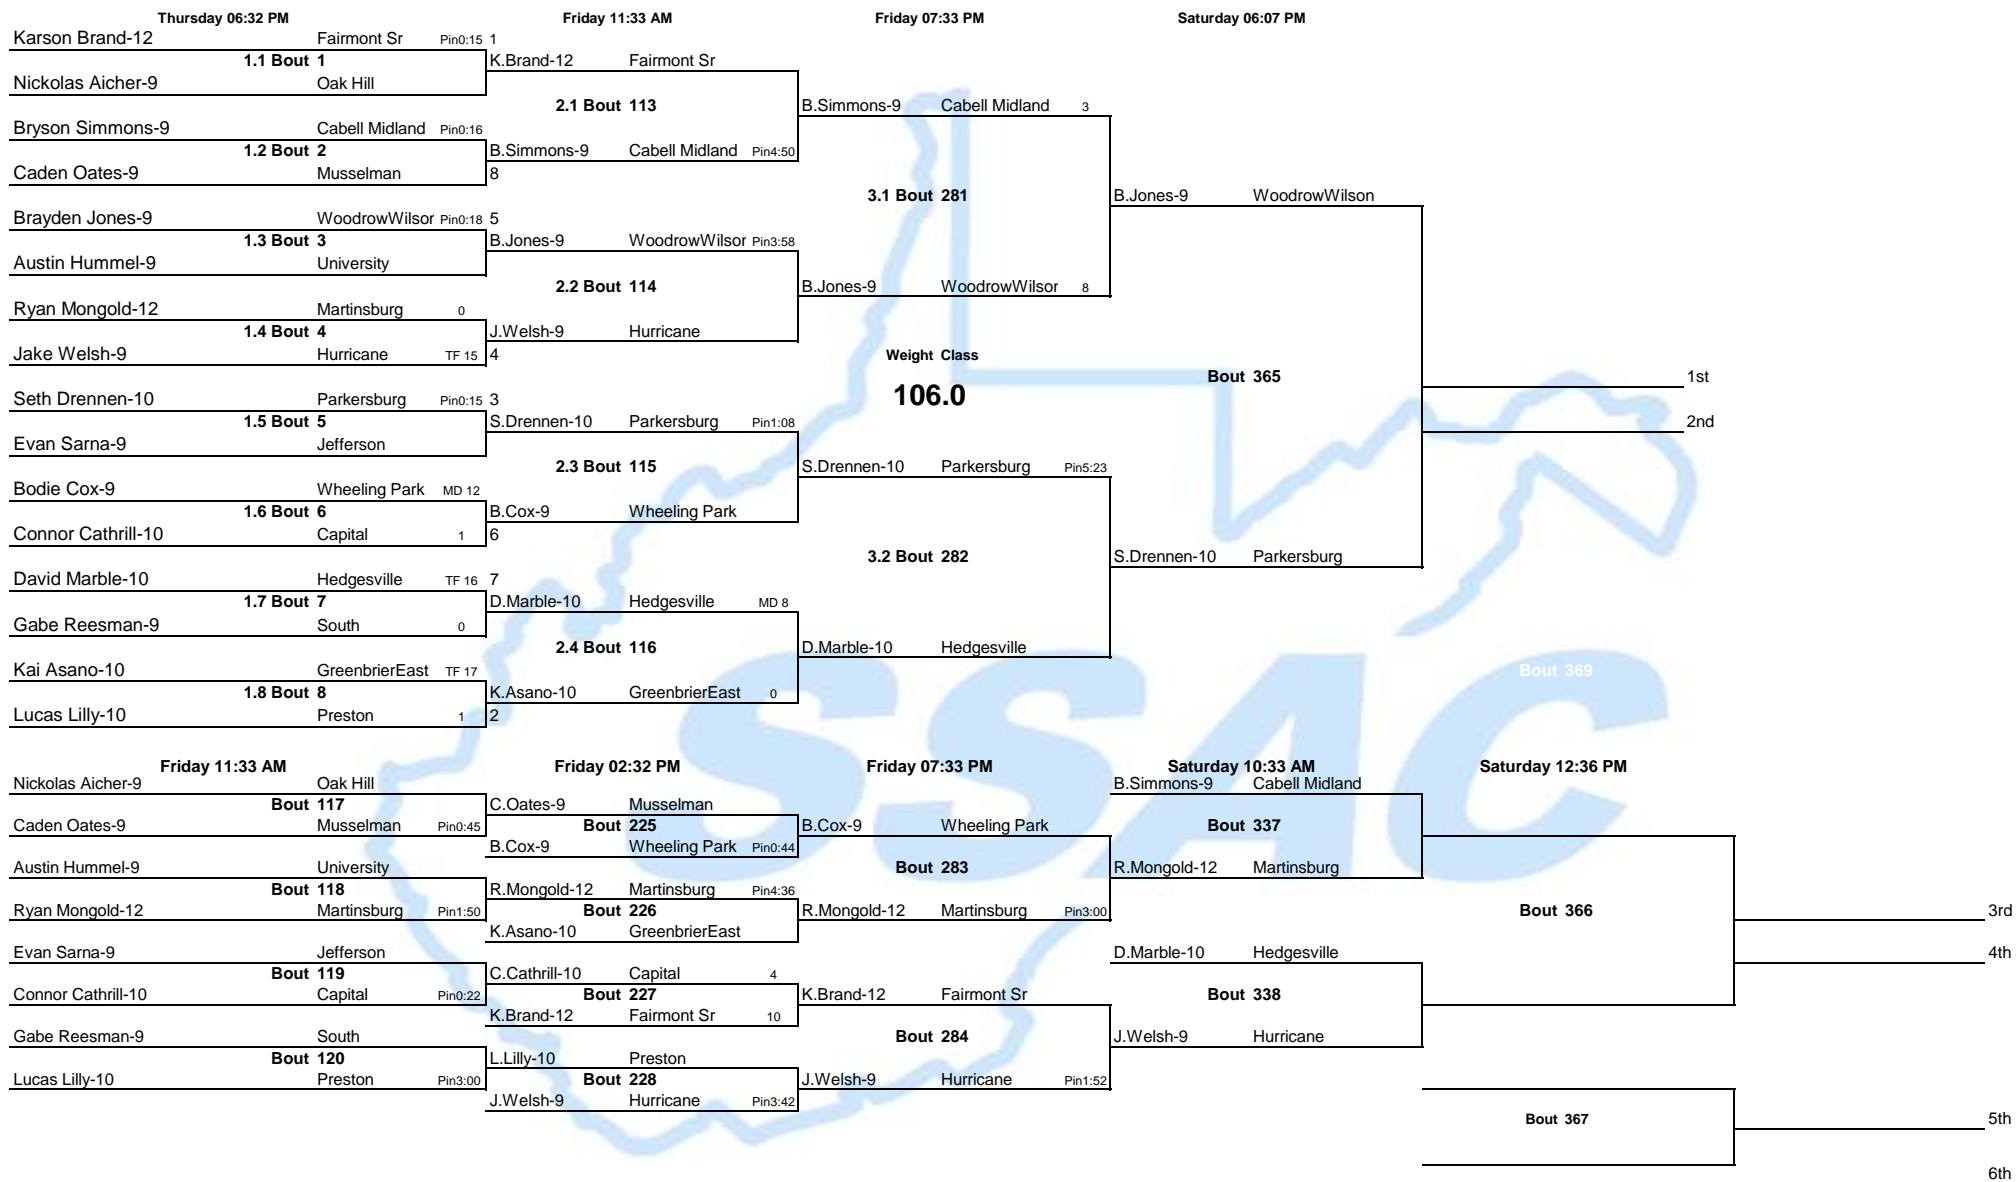 Thursday 06:32 PM Friday 11:33 AM Friday 07:33 PM Saturday 06:07 PM
Karson Brand-12 Fairmont Sr Pin0:15 1
1.1 Bout 1 K.Brand-12 Fairmont Sr
Nickolas Aicher-9 Oak Hill
2.1 Bout 113 B.Simmons-9 Cabell Midland 3
Bryson Simmons-9 Cabell Midland Pin0:16
1.2 Bout 2 B.Simmons-9 Cabell Midland Pin4:50
Caden Oates-9 Musselman 8
3.1 Bout 281 B.Jones-9 WoodrowWilson
Brayden Jones-9 WoodrowWilsor Pin0:18 5
1.3 Bout 3 B.Jones-9 WoodrowWilsor Pin3:58
Austin Hummel-9 University
2.2 Bout 114 B.Jones-9 WoodrowWilsor 8
Ryan Mongold-12 Martinsburg 0
1.4 Bout 4 J.Welsh-9 Hurricane
Jake Welsh-9 Hurricane TF 15 4 Weight Class
Bout 365 1st
Seth Drennen-10 Parkersburg Pin0:15 3 106.0
1.5 Bout 5 S.Drennen-10 Parkersburg Pin1:08 2nd
Evan Sarna-9 Jefferson
2.3 Bout 115 S.Drennen-10 Parkersburg Pin5:23
Bodie Cox-9 Wheeling Park MD 12
1.6 Bout 6 B.Cox-9 Wheeling Park
Connor Cathrill-10 Capital 1 6
3.2 Bout 282 S.Drennen-10 Parkersburg
David Marble-10 Hedgesville TF 16 7
1.7 Bout 7 D.Marble-10 Hedgesville MD 8
Gabe Reesman-9 South 0
2.4 Bout 116 D.Marble-10 Hedgesville
Kai Asano-10 GreenbrierEast TF 17 Bout 369
1.8 Bout 8 K.Asano-10 GreenbrierEast 0
Lucas Lilly-10 Preston 1 2
SSAC
Friday 11:33 AM Friday 02:32 PM Friday 07:33 PM Saturday 10:33 AM Saturday 12:36 PM
Nickolas Aicher-9 Oak Hill B.Simmons-9 Cabell Midland
Bout 117 C.Oates-9 Musselman
Caden Oates-9 Musselman Pin0:45 Bout 225 B.Cox-9 Wheeling Park Bout 337
B.Cox-9 Wheeling Park Pin0:44
Austin Hummel-9 University Bout 283 R.Mongold-12 Martinsburg
Bout 118 R.Mongold-12 Martinsburg Pin4:36
Ryan Mongold-12 Martinsburg Pin1:50 Bout 226 R.Mongold-12 Martinsburg Pin3:00 Bout 366 3rd
K.Asano-10 GreenbrierEast
Evan Sarna-9 Jefferson D.Marble-10 Hedgesville 4th
Bout 119 C.Cathrill-10 Capital 4
Connor Cathrill-10 Capital Pin0:22 Bout 227 K.Brand-12 Fairmont Sr Bout 338
K.Brand-12 Fairmont Sr 10
Gabe Reesman-9 South Bout 284 J.Welsh-9 Hurricane
Bout 120 L.Lilly-10 Preston
Lucas Lilly-10 Preston Pin3:00 Bout 228 J.Welsh-9 Hurricane Pin1:52
J.Welsh-9 Hurricane Pin3:42
Bout 367 5th
6th